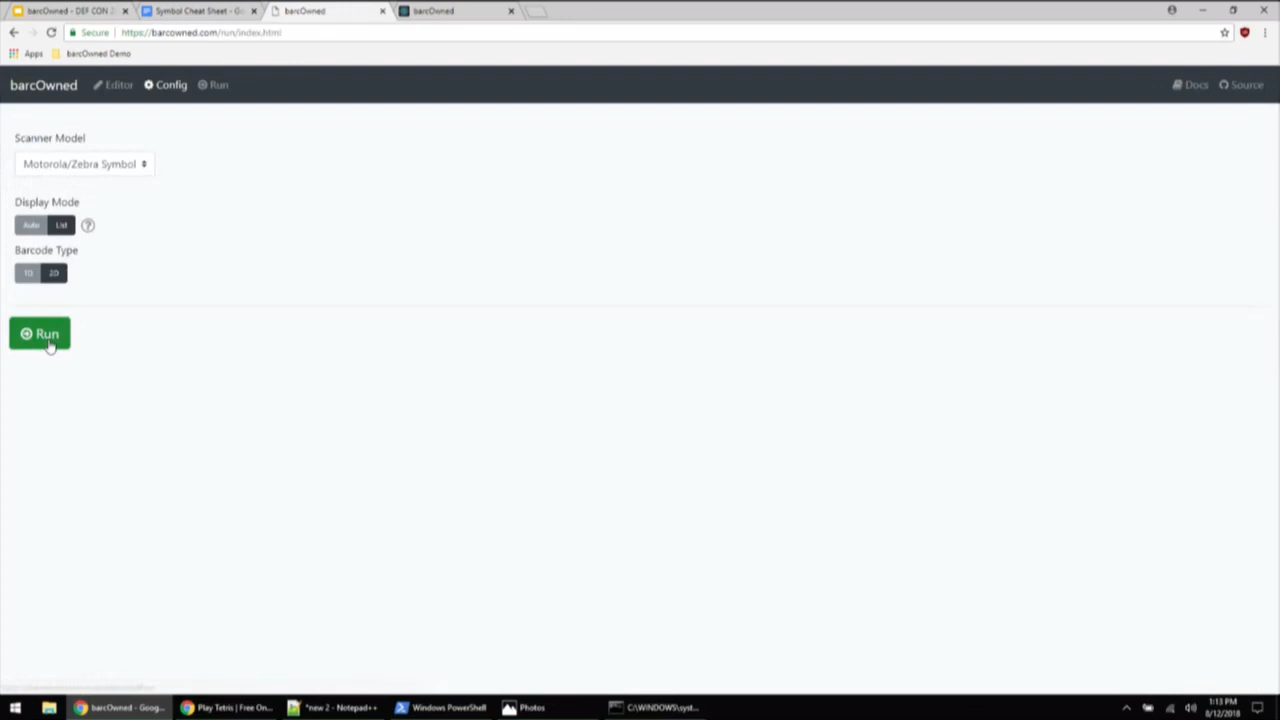 barcOwned - DEF CON 2
Symbol Cheat Sheet - Go
barcOwned
barcOwned
Secure https://barcowned.com/run/index.html
Apps barcOwned Demo
barcOwned Editor Config Run Docs Source
Scanner Model
Motorola/Zebra Symbol
Display Mode
Auto List ?
Barcode Type
1D 2D
Run
barcOwned - Goog...
Play Tetris | Free On...
*new 2 - Notepad++
Windows PowerShell
Photos
C:\WINDOWS\syst...
1:13 PM
8/12/2018